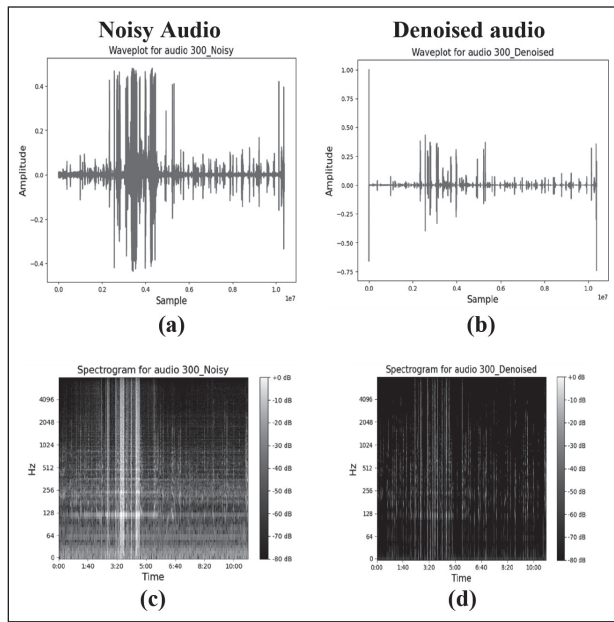 Noisy Audio
Waveplot for audio 300_Noisy
0.4
0.2
0.0
−0.2
−0.4
Amplitude
0.0
0.2
0.4
0.6
0.8
1.0
1e7
Sample
(a)
Denoised audio
Waveplot for audio 300_Denoised
1.00
0.75
0.50
0.25
0.00
−0.25
−0.50
−0.75
Amplitude
0.0
0.2
0.4
0.6
0.8
1.0
1e7
Sample
(b)
Spectrogram for audio 300_Noisy
4096
2048
1024
512
256
128
64
0
Hz
0:00
1:40
3:20
5:00
6:40
8:20
10:00
Time
+0 dB
-10 dB
-20 dB
-30 dB
-40 dB
-50 dB
-60 dB
-70 dB
-80 dB
(c)
Spectrogram for audio 300_Denoised
4096
2048
1024
512
256
128
64
0
Hz
0:00
1:40
3:20
5:00
6:40
8:20
10:00
Time
+0 dB
-10 dB
-20 dB
-30 dB
-40 dB
-50 dB
-60 dB
-70 dB
-80 dB
(d)